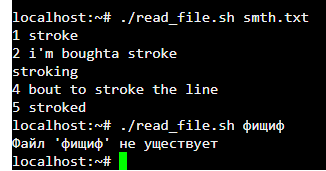 localhost:~# ./read_file.sh smth.txt
1 stroke
2 i'm boughta stroke
stroking
4 bout to stroke the line
5 stroked
localhost:~# ./read_file.sh фищиф
Файл 'фищиф' не уществует
localhost:~#